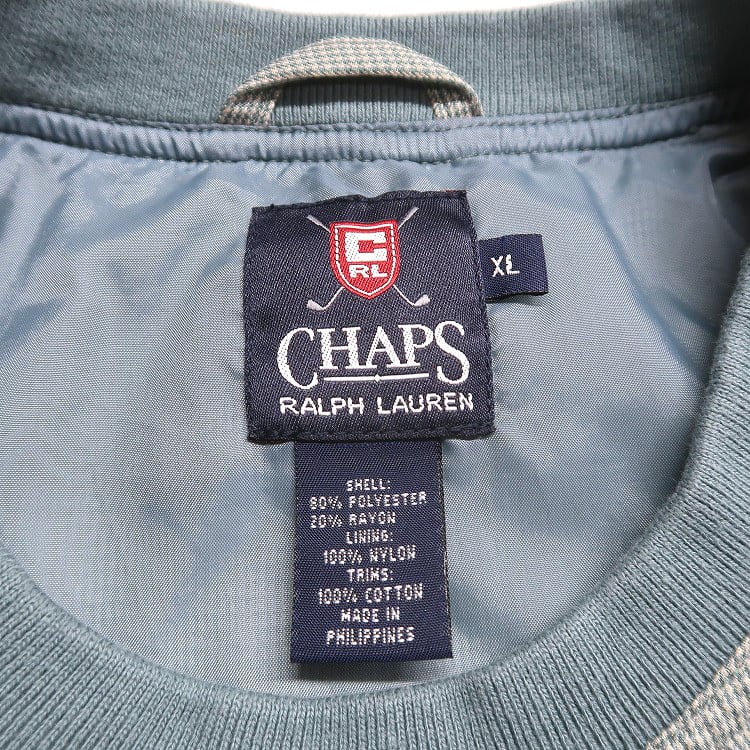 C
RL
XL
CHAPS
RALPH LAUREN
SHELL:
80% POLYESTER
20% RAYON
LINING:
100% NYLON
TRIMS:
100% COTTON
MADE IN
PHILIPPINES